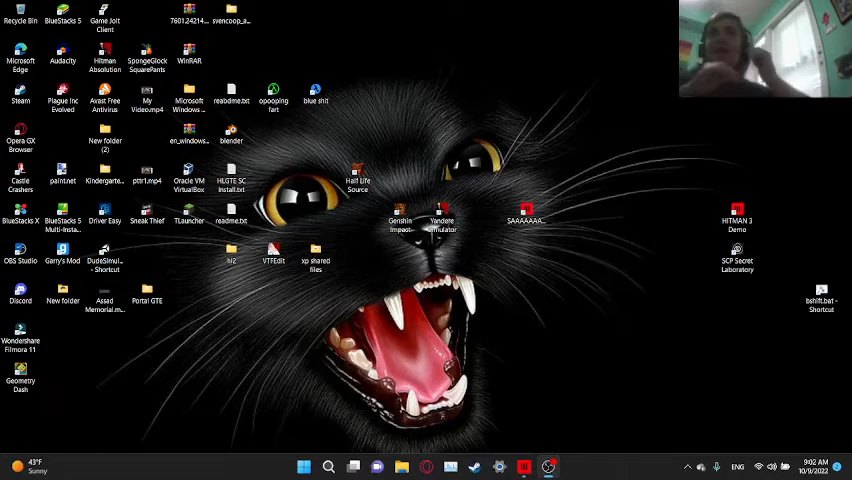 Recycle Bin
BlueStacks 5
Game Jolt
Client
7601.24214...
svencoop_a...
Microsoft
Edge
Audacity
Hitman
Absolution
SpongeGlock
SquarePants
WinRAR
Steam
Plague Inc
Evolved
Avast Free
Antivirus
My
Video.mp4
Microsoft
Windows ...
reabdme.txt
opooping
fart
blue shit
Opera GX
Browser
New folder
(2)
en_windows...
blender
Castle
Crashers
paint.net
Kindergarte...
pttr1.mp4
Oracle VM
VirtualBox
HLGTE SC
Install.txt
Half Life
Source
BlueStacks X
BlueStacks 5
Multi-Insta...
Driver Easy
Sneak Thief
TLauncher
readme.txt
Genshin
Impact
Yandere
Simulator
SAAAAAAA...
HITMAN 3
Demo
OBS Studio
Garry's Mod
DudeSimul...
- Shortcut
hl2
VTFEdit
xp shared
files
SCP Secret
Laboratory
Discord
New folder
Assad
Memorial.m...
Portal GTE
bshift.bat -
Shortcut
Wondershare
Filmora 11
Geometry
Dash
43°F
Sunny
ENG
9:02 AM
10/9/2022
2